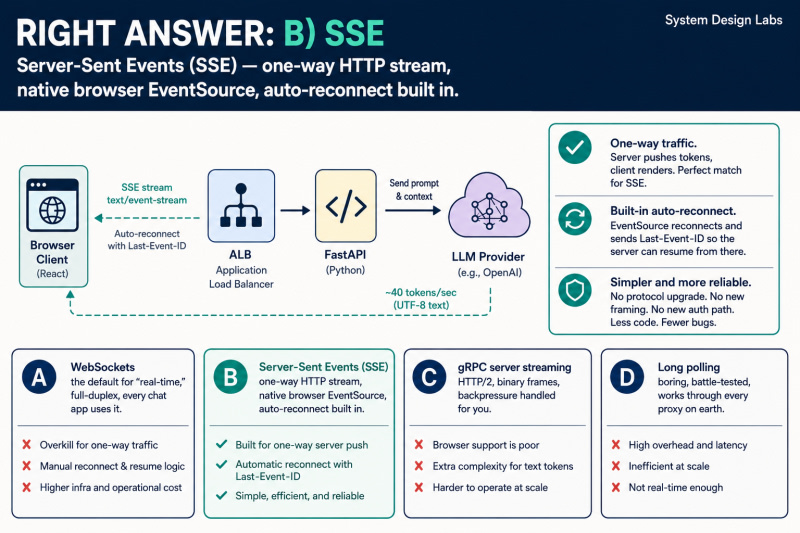 System Design Labs
RIGHT ANSWER: B) SSE
Server-Sent Events (SSE) — one-way HTTP stream,
native browser EventSource, auto-reconnect built in.
Browser
Client
(React)
SSE stream
text/event-stream
Auto-reconnect
with Last-Event-ID
ALB
Application
Load Balancer
FastAPI
(Python)
Send prompt
& context
LLM Provider
(e.g., OpenAI)
~40 tokens/sec
(UTF-8 text)
One-way traffic.
Server pushes tokens,
client renders. Perfect match
for SSE.
Built-in auto-reconnect.
EventSource reconnects and
sends Last-Event-ID so the
server can resume from there.
Simpler and more reliable.
No protocol upgrade. No new
framing. No new auth path.
Less code. Fewer bugs.
A
WebSockets
the default for “real-time,”
full-duplex, every chat
app uses it.
Overkill for one-way traffic
Manual reconnect & resume logic
Higher infra and operational cost
B
Server-Sent Events (SSE)
one-way HTTP stream,
native browser EventSource,
auto-reconnect built in.
Built for one-way server push
Automatic reconnect with
Last-Event-ID
Simple, efficient, and reliable
C
gRPC server streaming
HTTP/2, binary frames,
backpressure handled
for you.
Browser support is poor
Extra complexity for text tokens
Harder to operate at scale
D
Long polling
boring, battle-tested,
works through every
proxy on earth.
High overhead and latency
Inefficient at scale
Not real-time enough